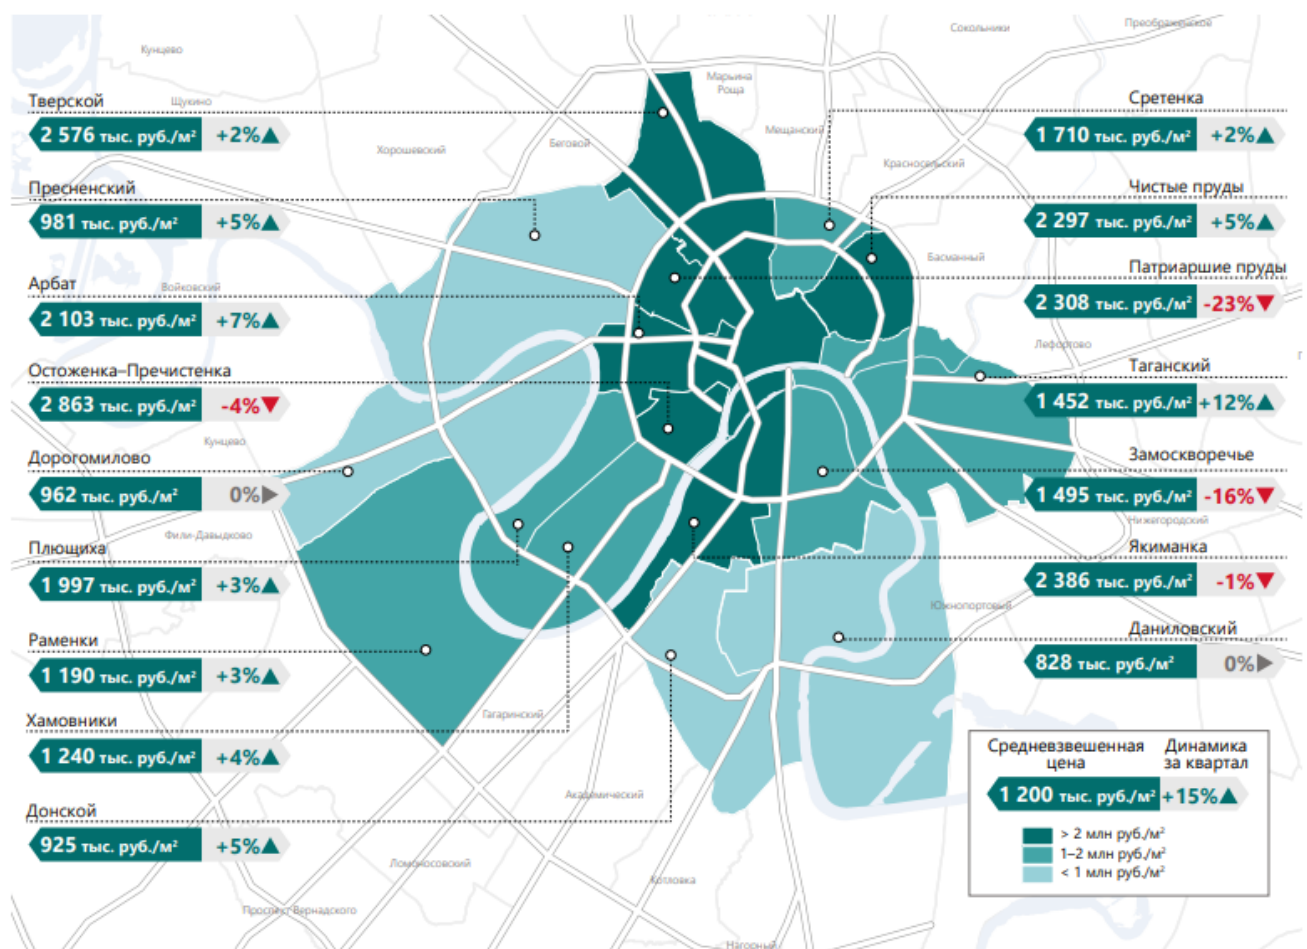 Сокольники
Преображенское
Кунцево
Марьина
Роща
Тверской
Щукино
2 576 тыс. руб./м² +2%
Хорошевский
Беговой
Мещанский
Красносельский
Сретенка
1 710 тыс. руб./м² +2%
Пресненский
981 тыс. руб./м² +5%
Чистые пруды
2 297 тыс. руб./м² +5%
Басманный
Арбат
Войковский
2 103 тыс. руб./м² +7%
Патриаршие пруды
2 308 тыс. руб./м² -23%
Лефортово
Остоженка–Пречистенка
2 863 тыс. руб./м² -4%
Таганский
1 452 тыс. руб./м² +12%
Кунцево
Дорогомилово
962 тыс. руб./м² 0%
Замоскворечье
1 495 тыс. руб./м² -16%
Нижегородский
Фили-Давыдково
Плющиха
1 997 тыс. руб./м² +3%
Якиманка
2 386 тыс. руб./м² -1%
Южнопортовый
Раменки
1 190 тыс. руб./м² +3%
Даниловский
828 тыс. руб./м² 0%
Хамовники
1 240 тыс. руб./м² +4%
Гагаринский
Академический
Донской
925 тыс. руб./м² +5%
Ломоносовский
Котловка
Проспект Вернадского
Нагорный
Средневзвешенная
цена
Динамика
за квартал
1 200 тыс. руб./м² +15%
> 2 млн руб./м²
1–2 млн руб./м²
< 1 млн руб./м²